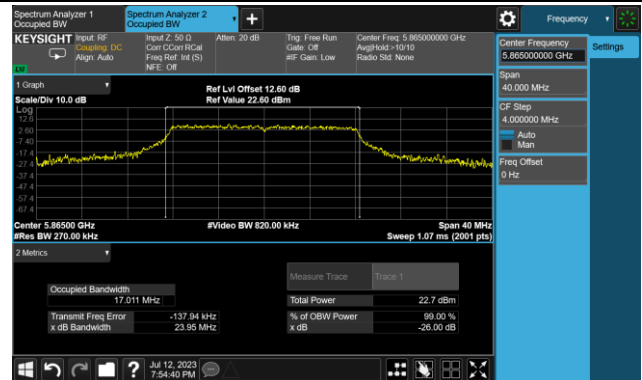 Spectrum Analyzer 1
Occupied BW
Spectrum Analyzer 2
Occupied BW
Frequency
KEYSIGHT
Input: RF
Coupling: DC
Align: Auto
Input Z: 50 Ω
Corr CCorr RCal
Freq Ref: Int (S)
NFE: Off
Atten: 20 dB
Trig: Free Run
Gate: Off
#IF Gain: Low
Center Freq: 5.865000000 GHz
Avg|Hold:>10/10
Radio Std: None
Center Frequency
5.865000000 GHz
Settings
Span
40.000 MHz
CF Step
4.000000 MHz
Auto
Man
Freq Offset
0 Hz
1 Graph
Scale/Div 10.0 dB
Ref Lvl Offset 12.60 dB
Ref Value 22.60 dBm
Log
12.6
2.60
-7.40
-17.4
-27.4
-37.4
-47.4
-57.4
-67.4
Center 5.86500 GHz
#Res BW 270.00 kHz
#Video BW 820.00 kHz
Span 40 MHz
Sweep 1.07 ms (2001 pts)
2 Metrics
Measure Trace
Trace 1
Occupied Bandwidth
17.011 MHz
Total Power
22.7 dBm
Transmit Freq Error
-137.94 kHz
% of OBW Power
99.00 %
x dB Bandwidth
23.95 MHz
x dB
-26.00 dB
?
Jul 12, 2023
7:54:40 PM